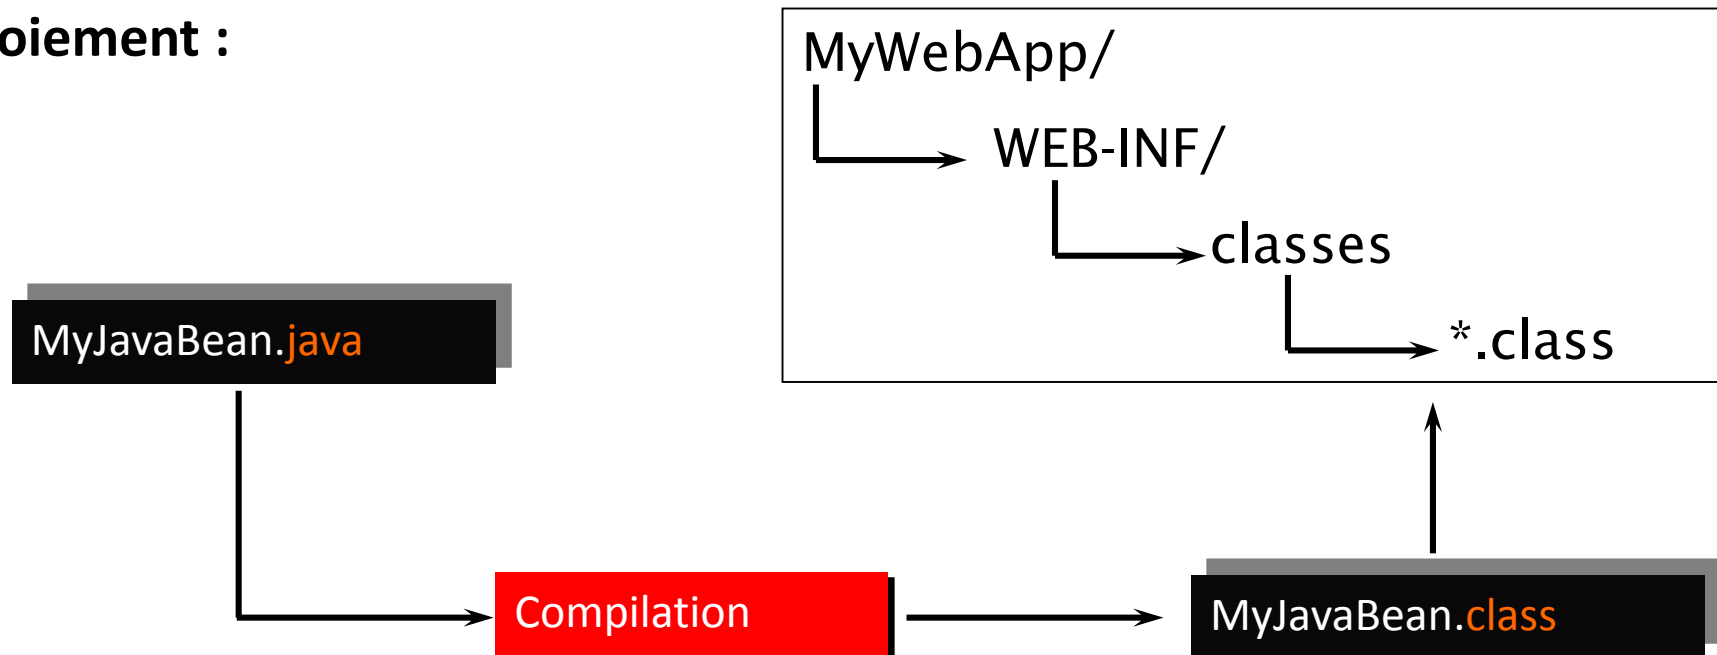 oiement :
MyWebApp/
WEB-INF/
classes
*.class
MyJavaBean.java
Compilation
MyJavaBean.class